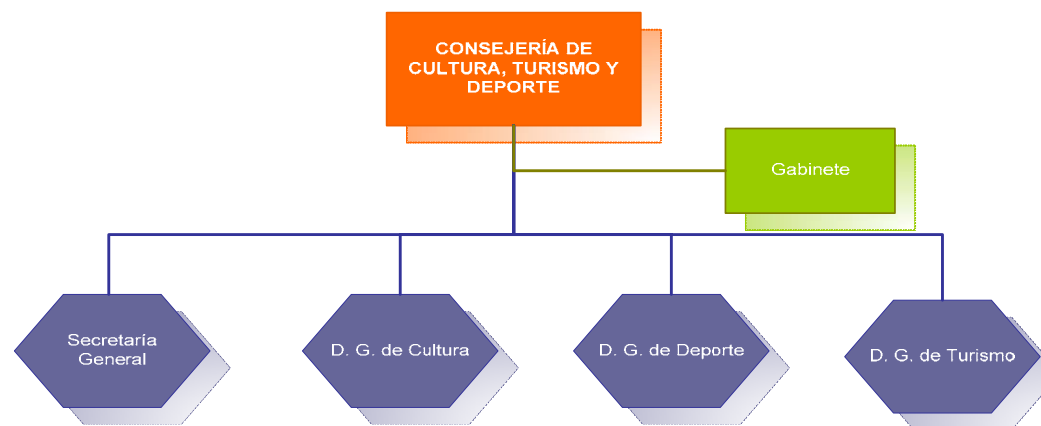 CONSEJERÍA DE
CULTURA, TURISMO Y
DEPORTE
Gabinete
Secretaría
General
D. G. de Cultura
D. G. de Deporte
D. G. de Turismo